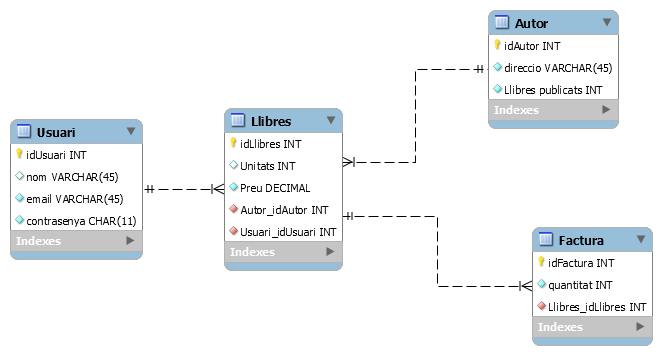 Autor
idAutor INT
direccio VARCHAR(45)
Llibres publicats INT
Indexes
Usuari
idUsuari INT
nom VARCHAR(45)
email VARCHAR(45)
contrasenya CHAR(11)
Indexes
Llibres
idLlibres INT
Unitats INT
Preu DECIMAL
Autor_idAutor INT
Usuari_idUsuari INT
Indexes
Factura
idFactura INT
quantitat INT
Llibres_idLlibres INT
Indexes